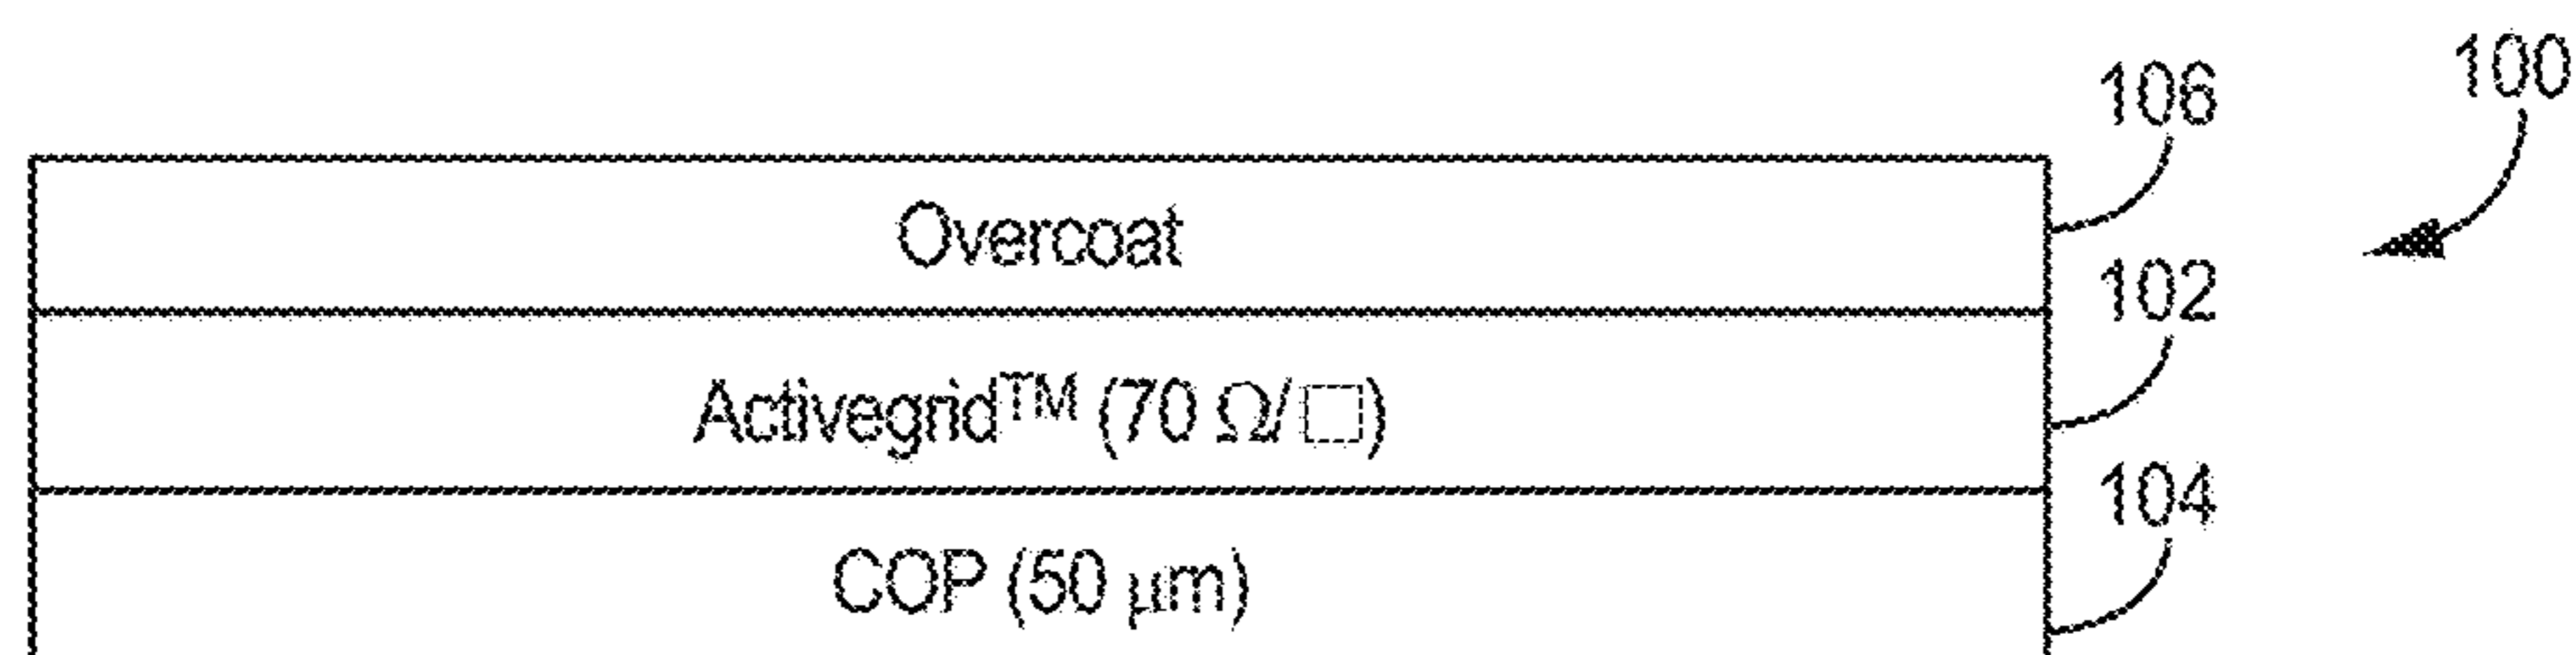 100
106
Overcoat
102
Activegrid™ (70 Ω/□)
104
COP (50 μm)